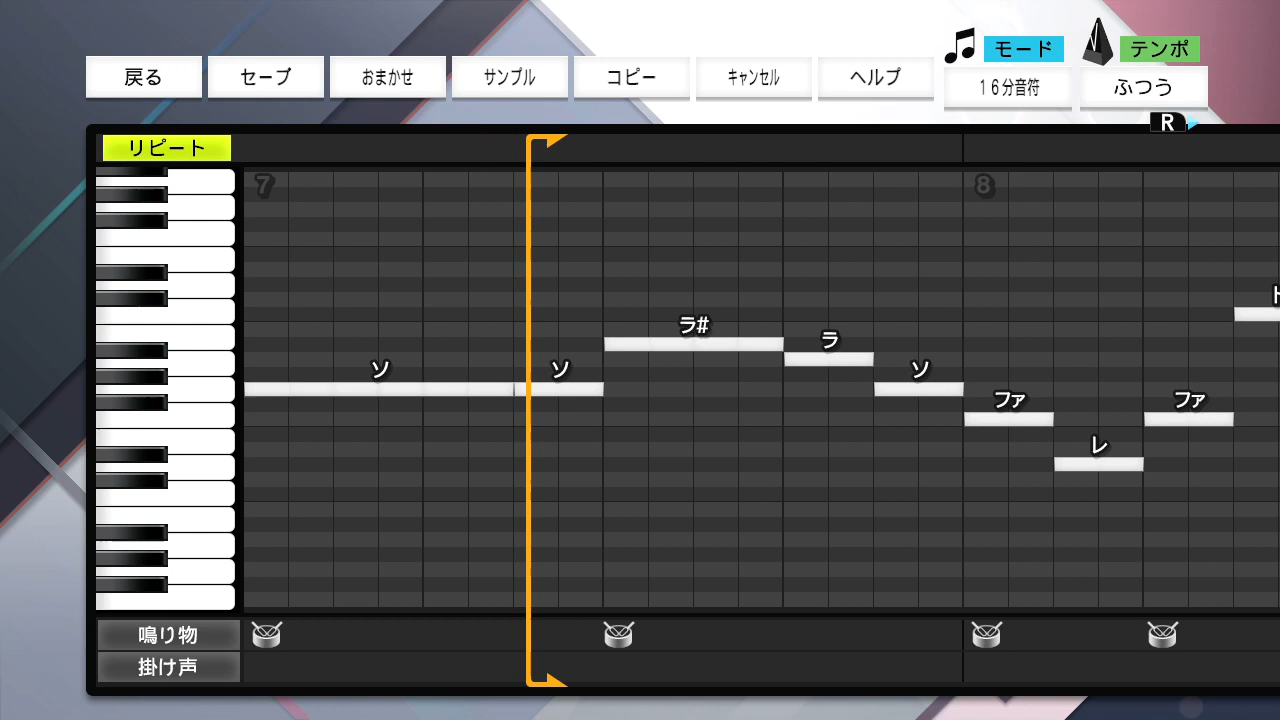 モード
テンポ
戻る
セーブ
おまかせ
サンプル
コピー
キャンセル
ヘルプ
16分音符
ふつう
R
リピート
7
8
ラ#
ラ
ソ
ソ
ソ
ファ
ファ
レ
鳴り物
掛け声